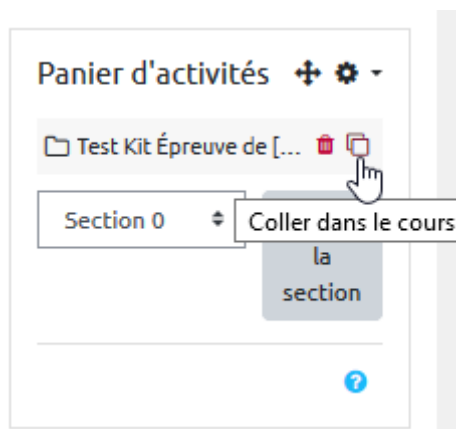 Panier d'activités
Test Kit Épreuve de [...
Section 0
Coller dans le cours
la
section